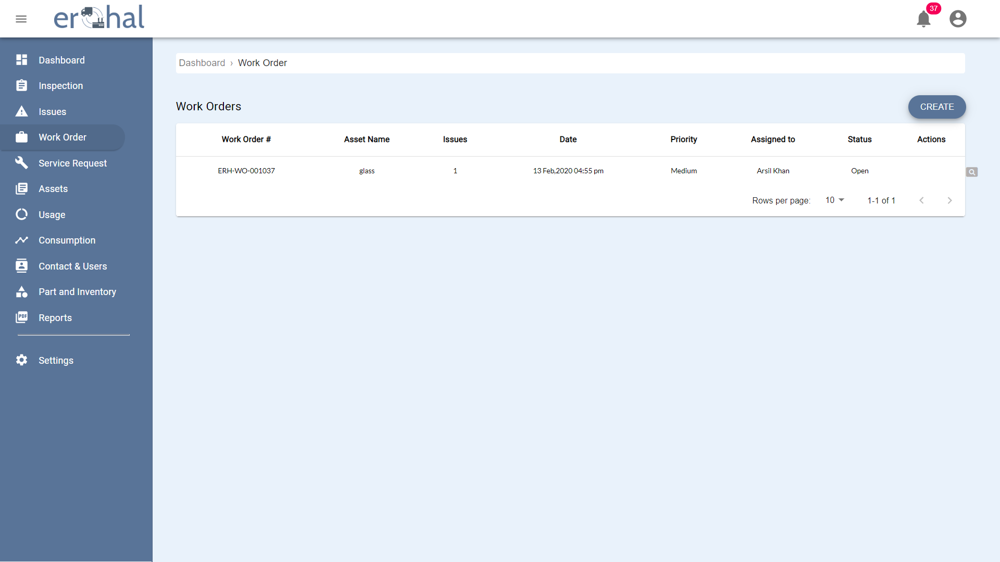 er hal
37
Dashboard
Inspection
Issues
Work Order
Service Request
Assets
Usage
Consumption
Contact & Users
Part and Inventory
PDF
Reports
Settings
Dashboard › Work Order
Work Orders
CREATE
Work Order # Asset Name Issues Date Priority Assigned to Status Actions
ERH-WO-001037 glass 1 13 Feb,2020 04:55 pm Medium Arsil Khan Open
Rows per page: 10 1-1 of 1